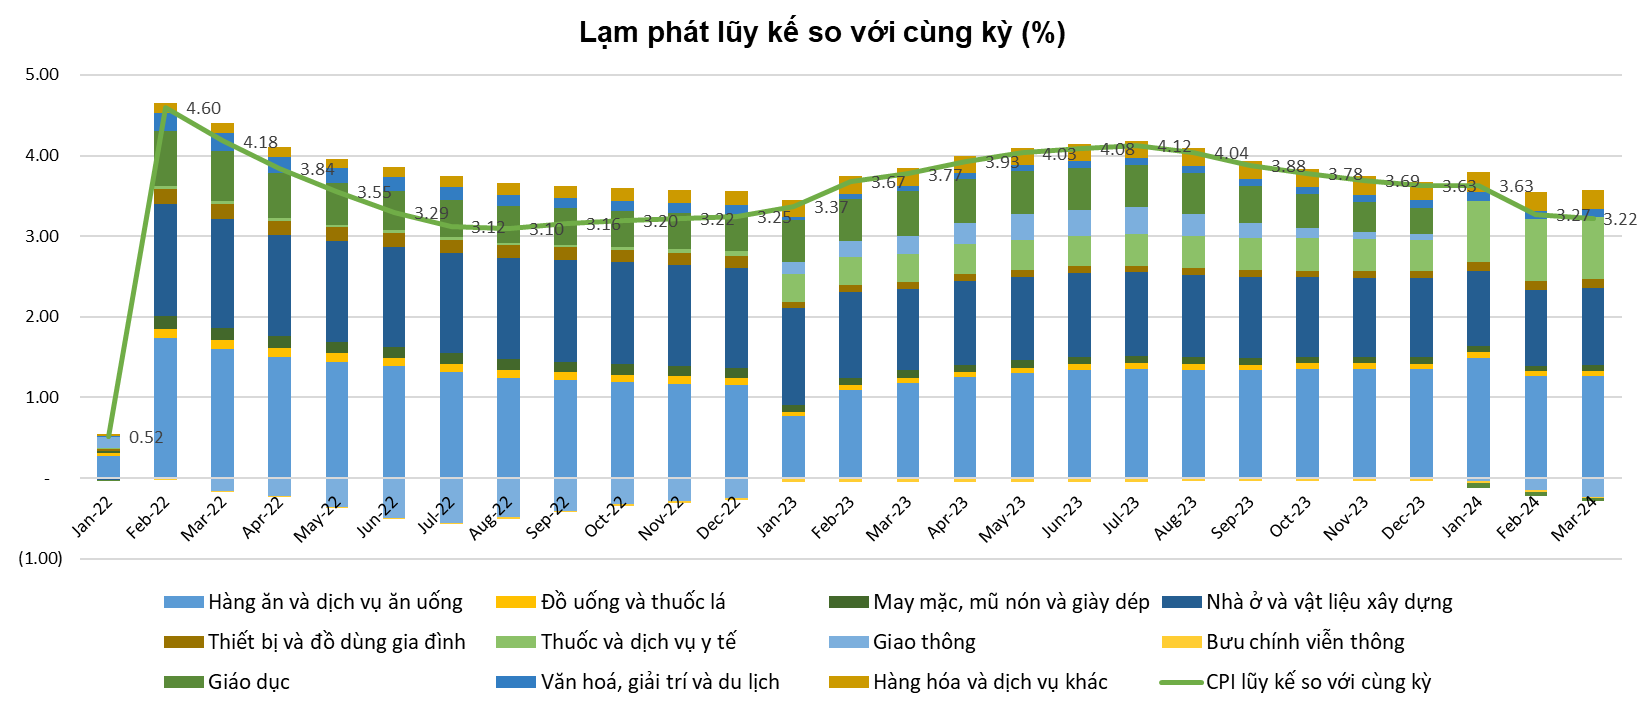 Lạm phát lũy kế so với cùng kỳ (%)
5.00
4.00
3.00
2.00
1.00
-
(1.00)
0.52
4.60
4.18
3.84
3.55
3.29
3.12
3.10
3.16
3.20
3.22
3.25
3.37
3.67
3.77
3.93
4.03
4.08
4.12
4.04
3.88
3.78
3.69
3.63
3.63
3.27
3.22
Jan-22
Feb-22
Mar-22
Apr-22
May-22
Jun-22
Jul-22
Aug-22
Sep-22
Oct-22
Nov-22
Dec-22
Jan-23
Feb-23
Mar-23
Apr-23
May-23
Jun-23
Jul-23
Aug-23
Sep-23
Oct-23
Nov-23
Dec-23
Jan-24
Feb-24
Mar-24
Hàng ăn và dịch vụ ăn uống
Đồ uống và thuốc lá
May mặc, mũ nón và giày dép
Nhà ở và vật liệu xây dựng
Thiết bị và đồ dùng gia đình
Thuốc và dịch vụ y tế
Giao thông
Bưu chính viễn thông
Giáo dục
Văn hoá, giải trí và du lịch
Hàng hóa và dịch vụ khác
CPI lũy kế so với cùng kỳ